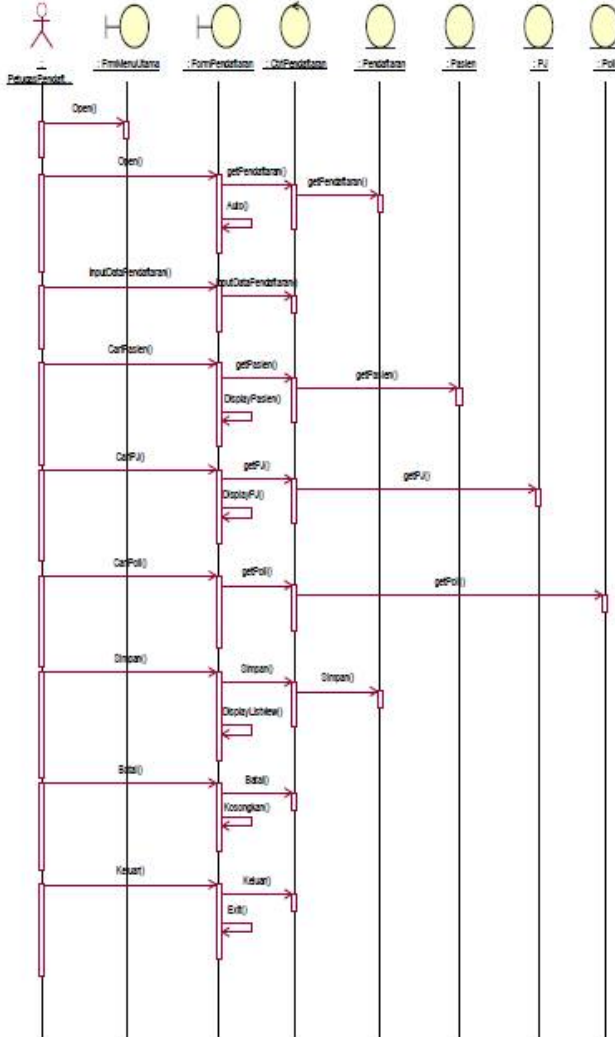 :
PetugasPendaft...
: FrmMenuUtama
: FormPendaftaran
: CtrlPendaftaran
: Pendaftaran
: Pasien
: PJ
: Poli
Open()
Open()
getPendaftaran()
getPendaftaran()
Auto()
InputDataPendaftaran()
InputDataPendaftaran()
CariPasien()
getPasien()
getPasien()
DisplayPasien()
CariPJ()
getPJ()
getPJ()
DisplayPJ()
CariPoli()
getPoli()
getPoli()
Simpan()
Simpan()
Simpan()
DisplayListview()
Batal()
Batal()
Kosongkan()
Keluar()
Keluar()
Exit()